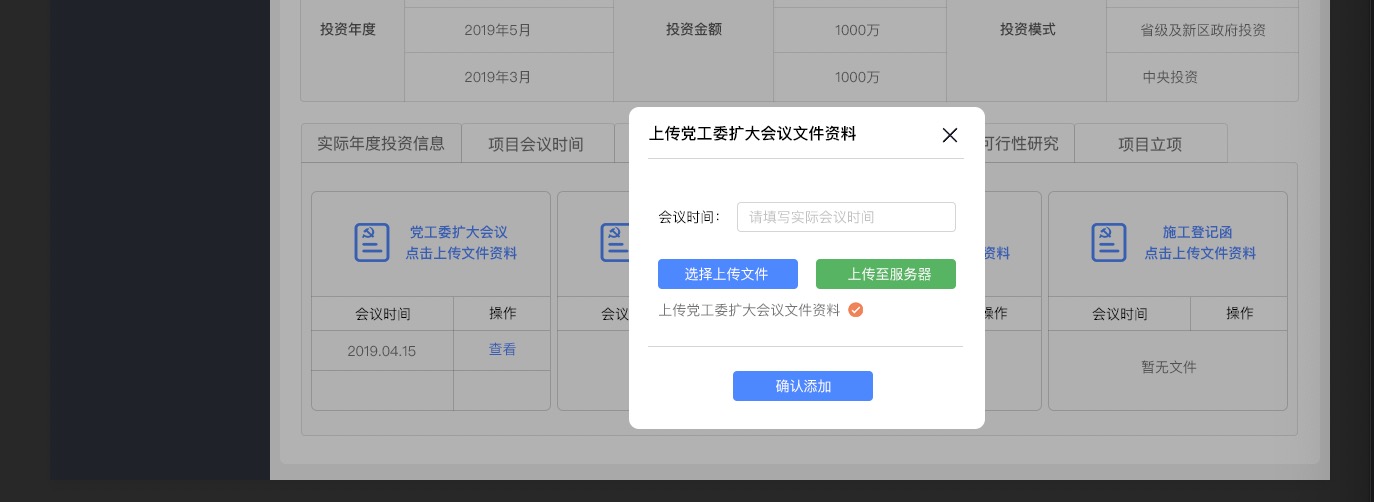 投资年度
2019年5月
投资金额
1000万
投资模式
省级及新区政府投资
2019年3月
1000万
中央投资
实际年度投资信息
项目会议时间
可行性研究
项目立项
上传党工委扩大会议文件资料
会议时间：
请填写实际会议时间
选择上传文件
上传至服务器
上传党工委扩大会议文件资料
确认添加
党工委扩大会议
点击上传文件资料
会议时间
操作
2019.04.15
查看
会议
资料
操作
施工登记函
点击上传文件资料
会议时间
操作
暂无文件